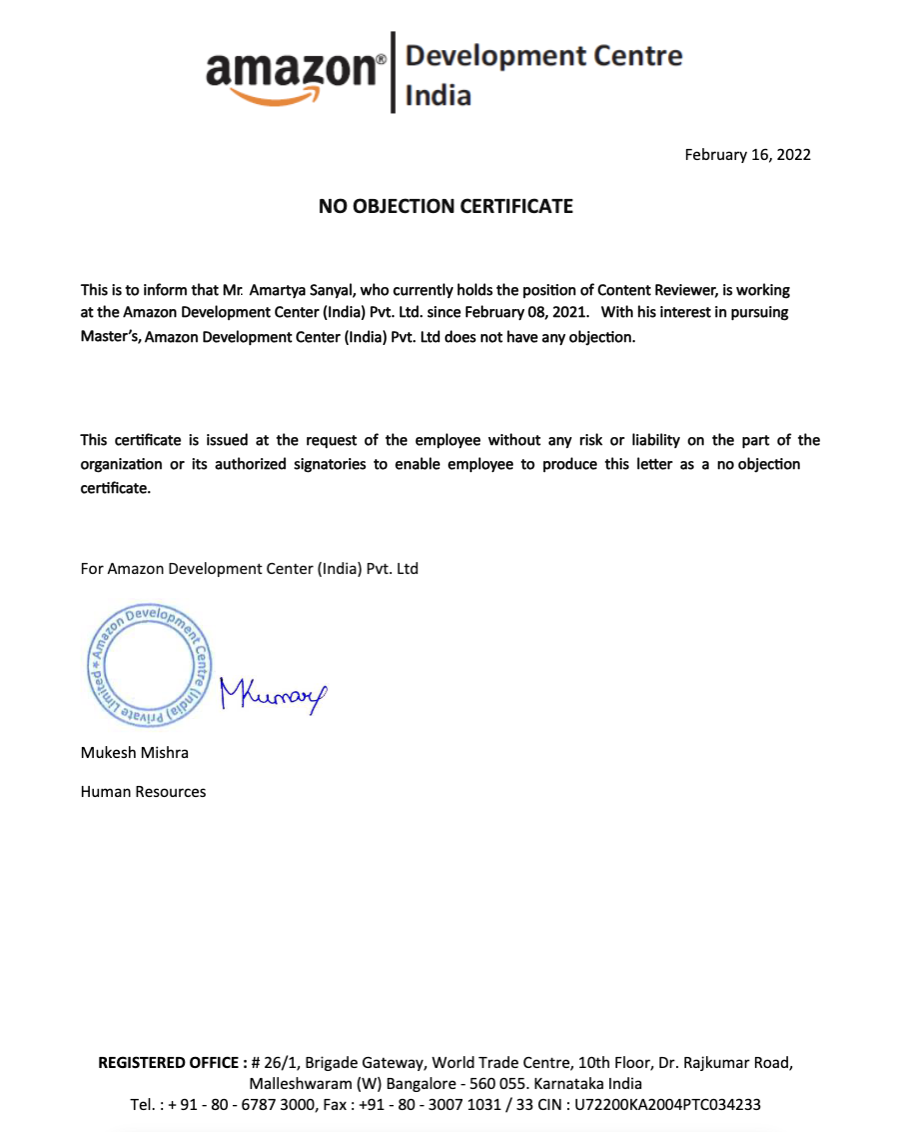 amazon® Development Centre
India
February 16, 2022
NO OBJECTION CERTIFICATE
This is to inform that Mr. Amartya Sanyal, who currently holds the position of Content Reviewer, is working
at the Amazon Development Center (India) Pvt. Ltd. since February 08, 2021. With his interest in pursuing
Master’s, Amazon Development Center (India) Pvt. Ltd does not have any objection.
This certificate is issued at the request of the employee without any risk or liability on the part of the
organization or its authorized signatories to enable employee to produce this letter as a no objection
certificate.
For Amazon Development Center (India) Pvt. Ltd
Amazon Development Centre (India) Private Limited *
MKumar
Mukesh Mishra
Human Resources
REGISTERED OFFICE : # 26/1, Brigade Gateway, World Trade Centre, 10th Floor, Dr. Rajkumar Road,
Malleshwaram (W) Bangalore - 560 055. Karnataka India
Tel. : + 91 - 80 - 6787 3000, Fax : +91 - 80 - 3007 1031 / 33 CIN : U72200KA2004PTC034233